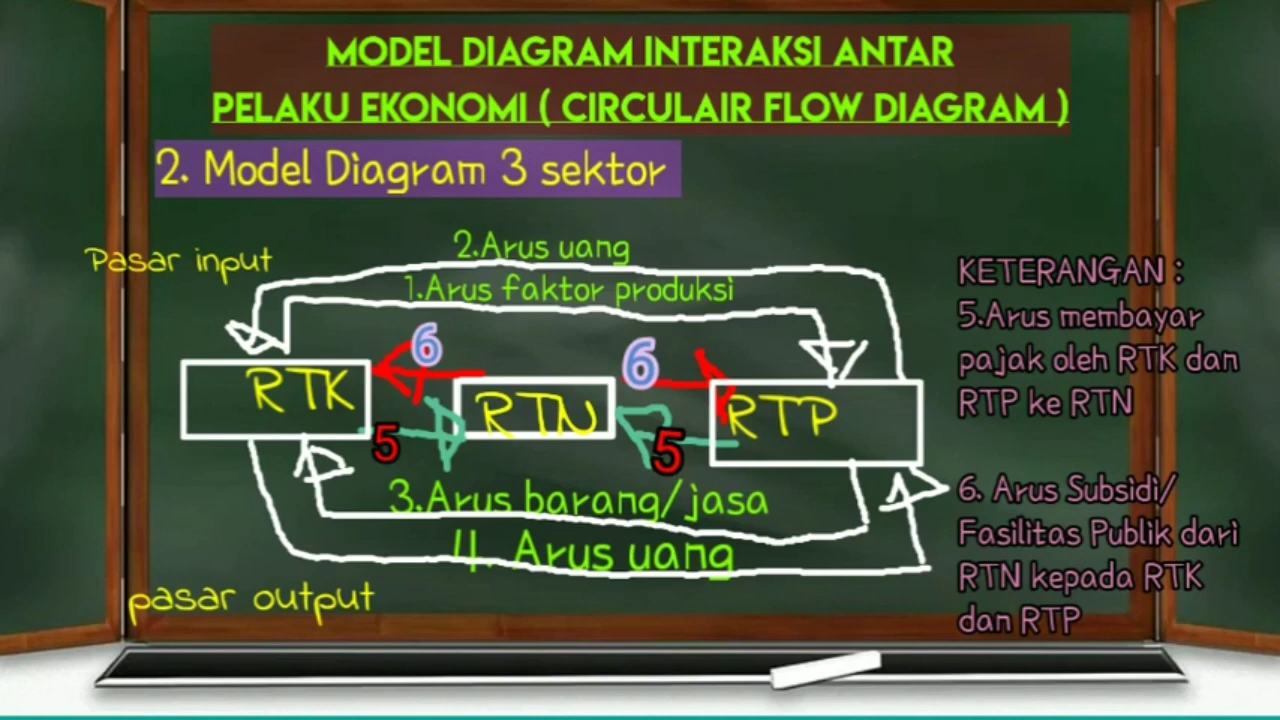 MODEL DIAGRAM INTERAKSI ANTAR
PELAKU EKONOMI ( CIRCULAIR FLOW DIAGRAM )
2. Model Diagram 3 sektor
Pasar input
2.Arus uang
1.Arus faktor produksi
6
6
RTK
RTN
RTP
5
5
3.Arus barang/jasa
4. Arus uang
pasar output
KETERANGAN :
5.Arus membayar
pajak oleh RTK dan
RTP ke RTN
6. Arus Subsidi/
Fasilitas Publik dari
RTN kepada RTK
dan RTP